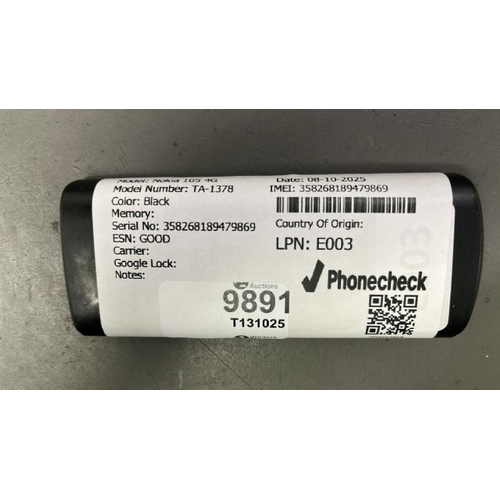 Model: Nokia 105 4G
Date: 08-10-2025
Model Number: TA-1378
IMEI: 358268189479869
Color: Black
Memory:
Serial No: 358268189479869
Country Of Origin:
ESN: GOOD
LPN: E003
Carrier:
Google Lock:
Notes:
Phonecheck
Auctions
9891
T131025
E003